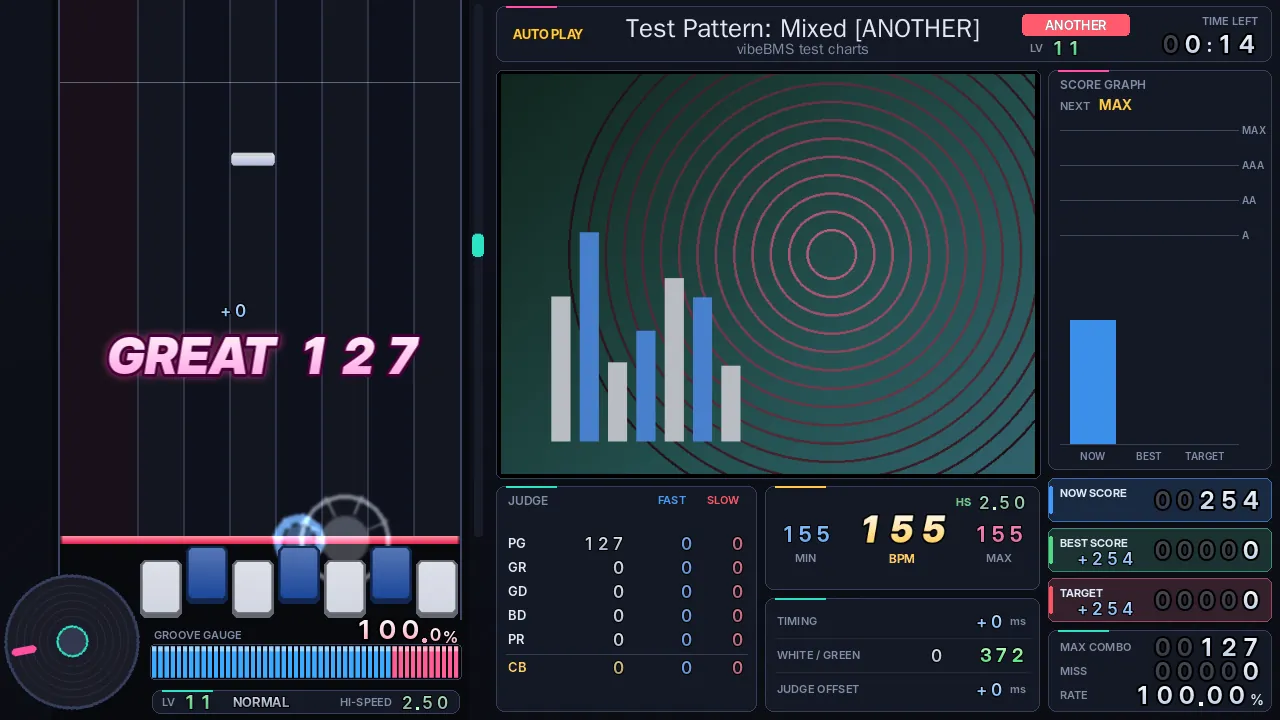 AUTO PLAY
Test Pattern: Mixed [ANOTHER]
vibeBMS test charts
ANOTHER
LV 11
TIME LEFT
00:14
SCORE GRAPH
NEXT MAX
MAX
AAA
AA
A
NOW BEST TARGET
+0
GREAT 127
JUDGE FAST SLOW
PG 127 0 0
GR 0 0 0
GD 0 0 0
BD 0 0 0
PR 0 0 0
CB 0 0 0
HS 2.50
155 155 155
MIN BPM MAX
TIMING +0 ms
WHITE / GREEN 0 372
JUDGE OFFSET +0 ms
NOW SCORE 00254
BEST SCORE
+254 00000
TARGET
+254 00000
MAX COMBO 00127
MISS 00000
RATE 100.00%
GROOVE GAUGE 100.0%
LV 11 NORMAL HI-SPEED 2.50